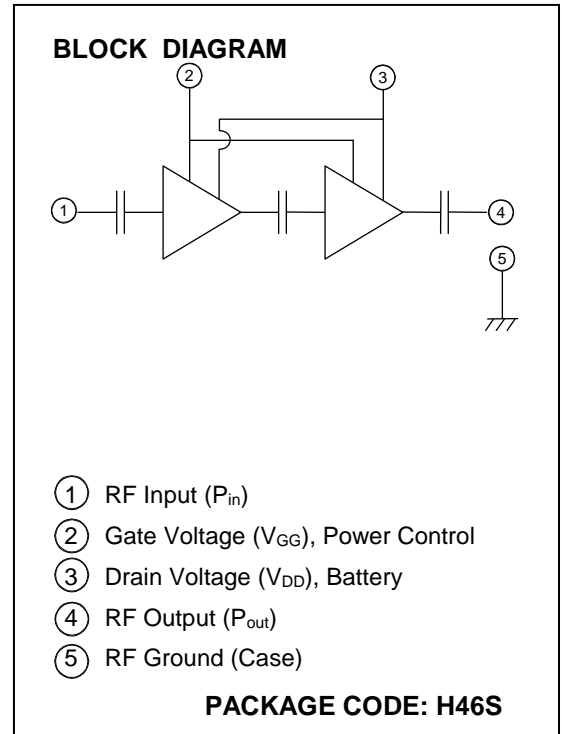 BLOCK DIAGRAM
2 3
1 4
5
1 RF Input (Pin)
2 Gate Voltage (VGG), Power Control
3 Drain Voltage (VDD), Battery
4 RF Output (Pout)
5 RF Ground (Case)
PACKAGE CODE: H46S